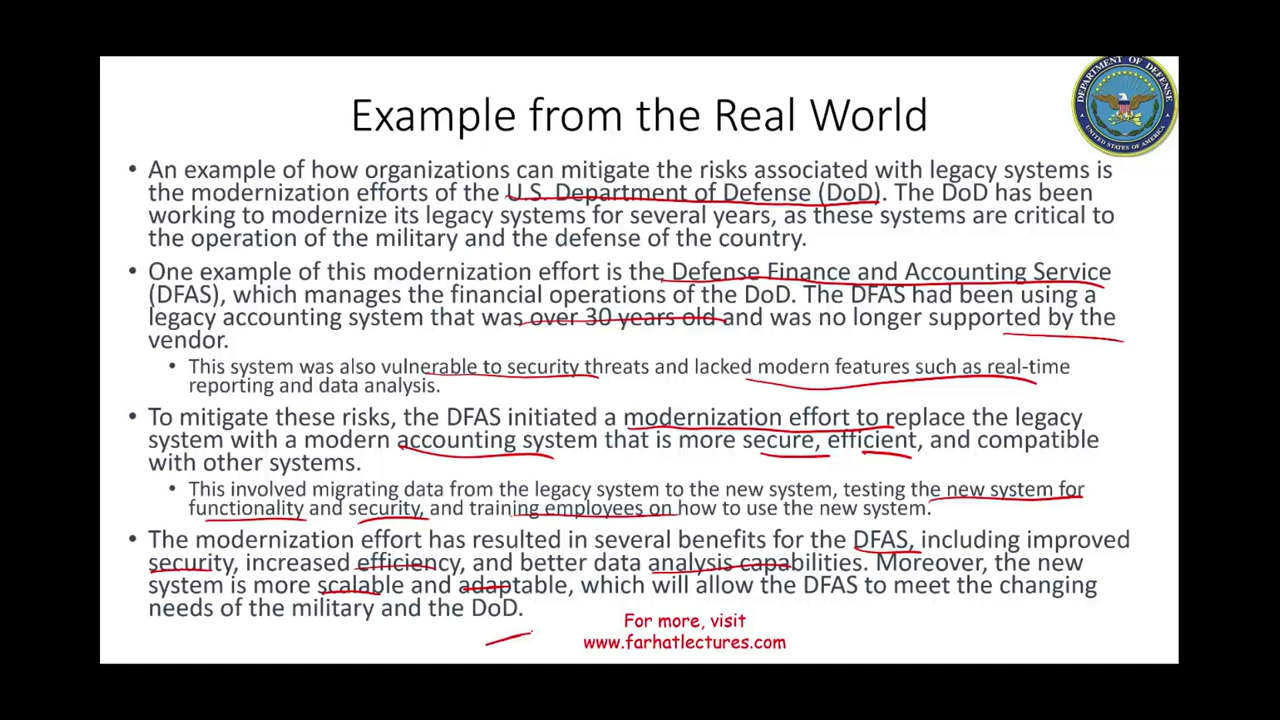 DEPARTMENT OF DEFENSE
UNITED STATES OF AMERICA
Example from the Real World
• An example of how organizations can mitigate the risks associated with legacy systems is
the modernization efforts of the U.S. Department of Defense (DoD). The DoD has been
working to modernize its legacy systems for several years, as these systems are critical to
the operation of the military and the defense of the country.
• One example of this modernization effort is the Defense Finance and Accounting Service
(DFAS), which manages the financial operations of the DoD. The DFAS had been using a
legacy accounting system that was over 30 years old and was no longer supported by the
vendor.
• This system was also vulnerable to security threats and lacked modern features such as real-time
reporting and data analysis.
• To mitigate these risks, the DFAS initiated a modernization effort to replace the legacy
system with a modern accounting system that is more secure, efficient, and compatible
with other systems.
• This involved migrating data from the legacy system to the new system, testing the new system for
functionality and security, and training employees on how to use the new system.
• The modernization effort has resulted in several benefits for the DFAS, including improved
security, increased efficiency, and better data analysis capabilities. Moreover, the new
system is more scalable and adaptable, which will allow the DFAS to meet the changing
needs of the military and the DoD.
For more, visit
www.farhatlectures.com